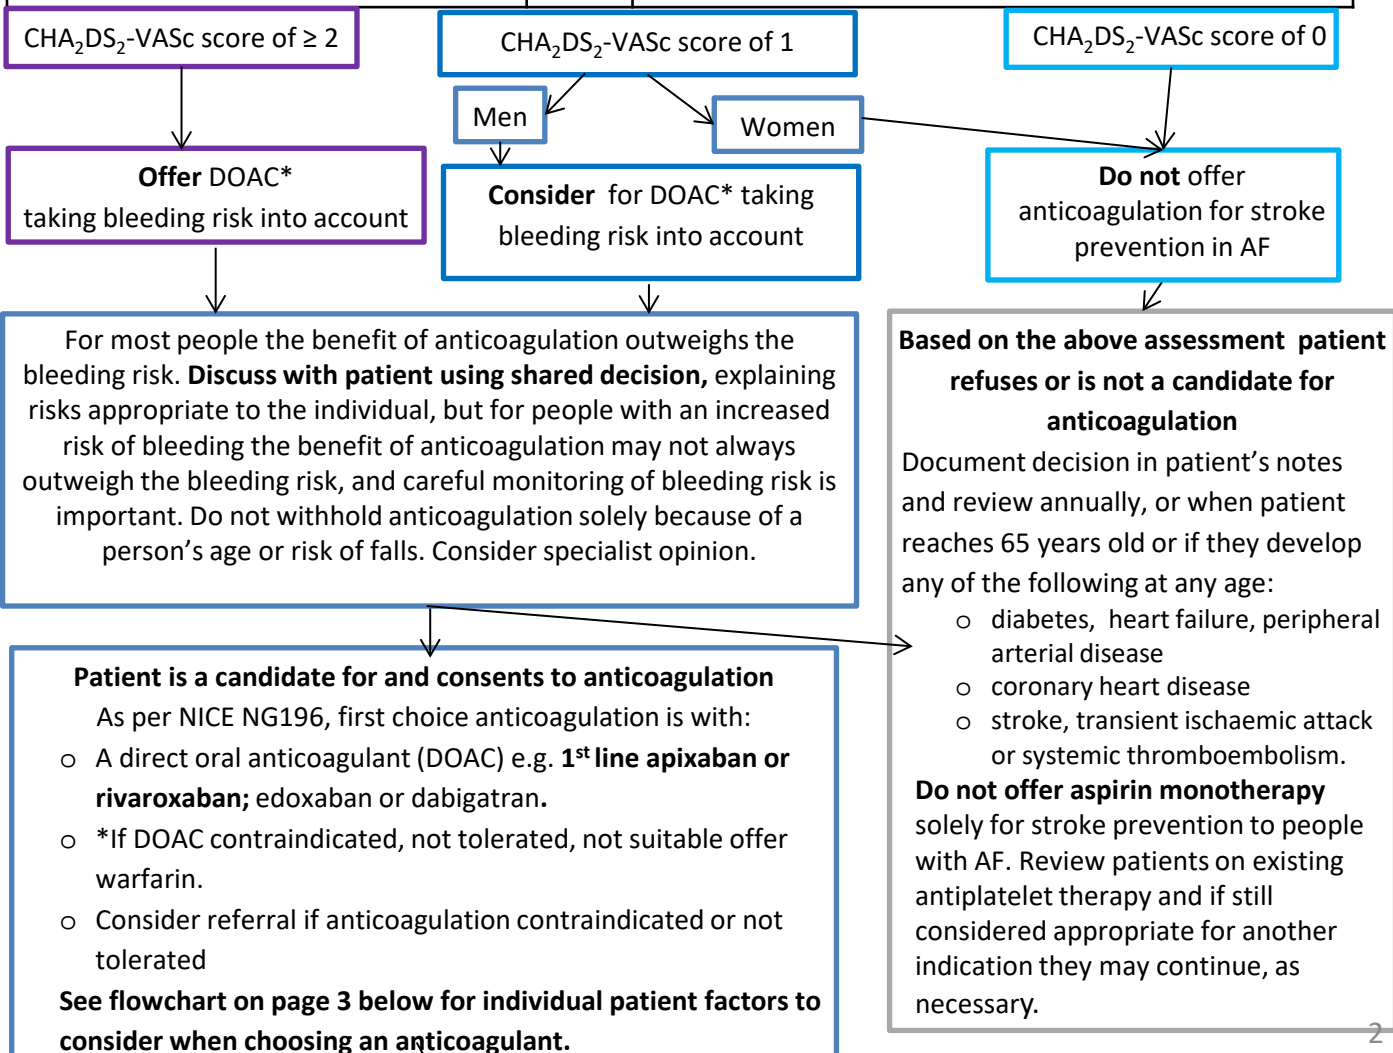 CHA₂DS₂-VASc score of ≥ 2
CHA₂DS₂-VASc score of 1
CHA₂DS₂-VASc score of 0
Men
Women
Offer DOAC*
taking bleeding risk into account
Consider for DOAC* taking
bleeding risk into account
Do not offer
anticoagulation for stroke
prevention in AF
For most people the benefit of anticoagulation outweighs the
bleeding risk. Discuss with patient using shared decision, explaining
risks appropriate to the individual, but for people with an increased
risk of bleeding the benefit of anticoagulation may not always
outweigh the bleeding risk, and careful monitoring of bleeding risk is
important. Do not withhold anticoagulation solely because of a
person's age or risk of falls. Consider specialist opinion.
Based on the above assessment patient
refuses or is not a candidate for
anticoagulation
Document decision in patient's notes
and review annually, or when patient
reaches 65 years old or if they develop
any of the following at any age:
o diabetes, heart failure, peripheral
arterial disease
o coronary heart disease
o stroke, transient ischaemic attack
or systemic thromboembolism.
Do not offer aspirin monotherapy
solely for stroke prevention to people
with AF. Review patients on existing
antiplatelet therapy and if still
considered appropriate for another
indication they may continue, as
necessary.
Patient is a candidate for and consents to anticoagulation
As per NICE NG196, first choice anticoagulation is with:
o A direct oral anticoagulant (DOAC) e.g. 1st line apixaban or
rivaroxaban; edoxaban or dabigatran.
o *If DOAC contraindicated, not tolerated, not suitable offer
warfarin.
o Consider referral if anticoagulation contraindicated or not
tolerated
See flowchart on page 3 below for individual patient factors to
consider when choosing an anticoagulant.
2